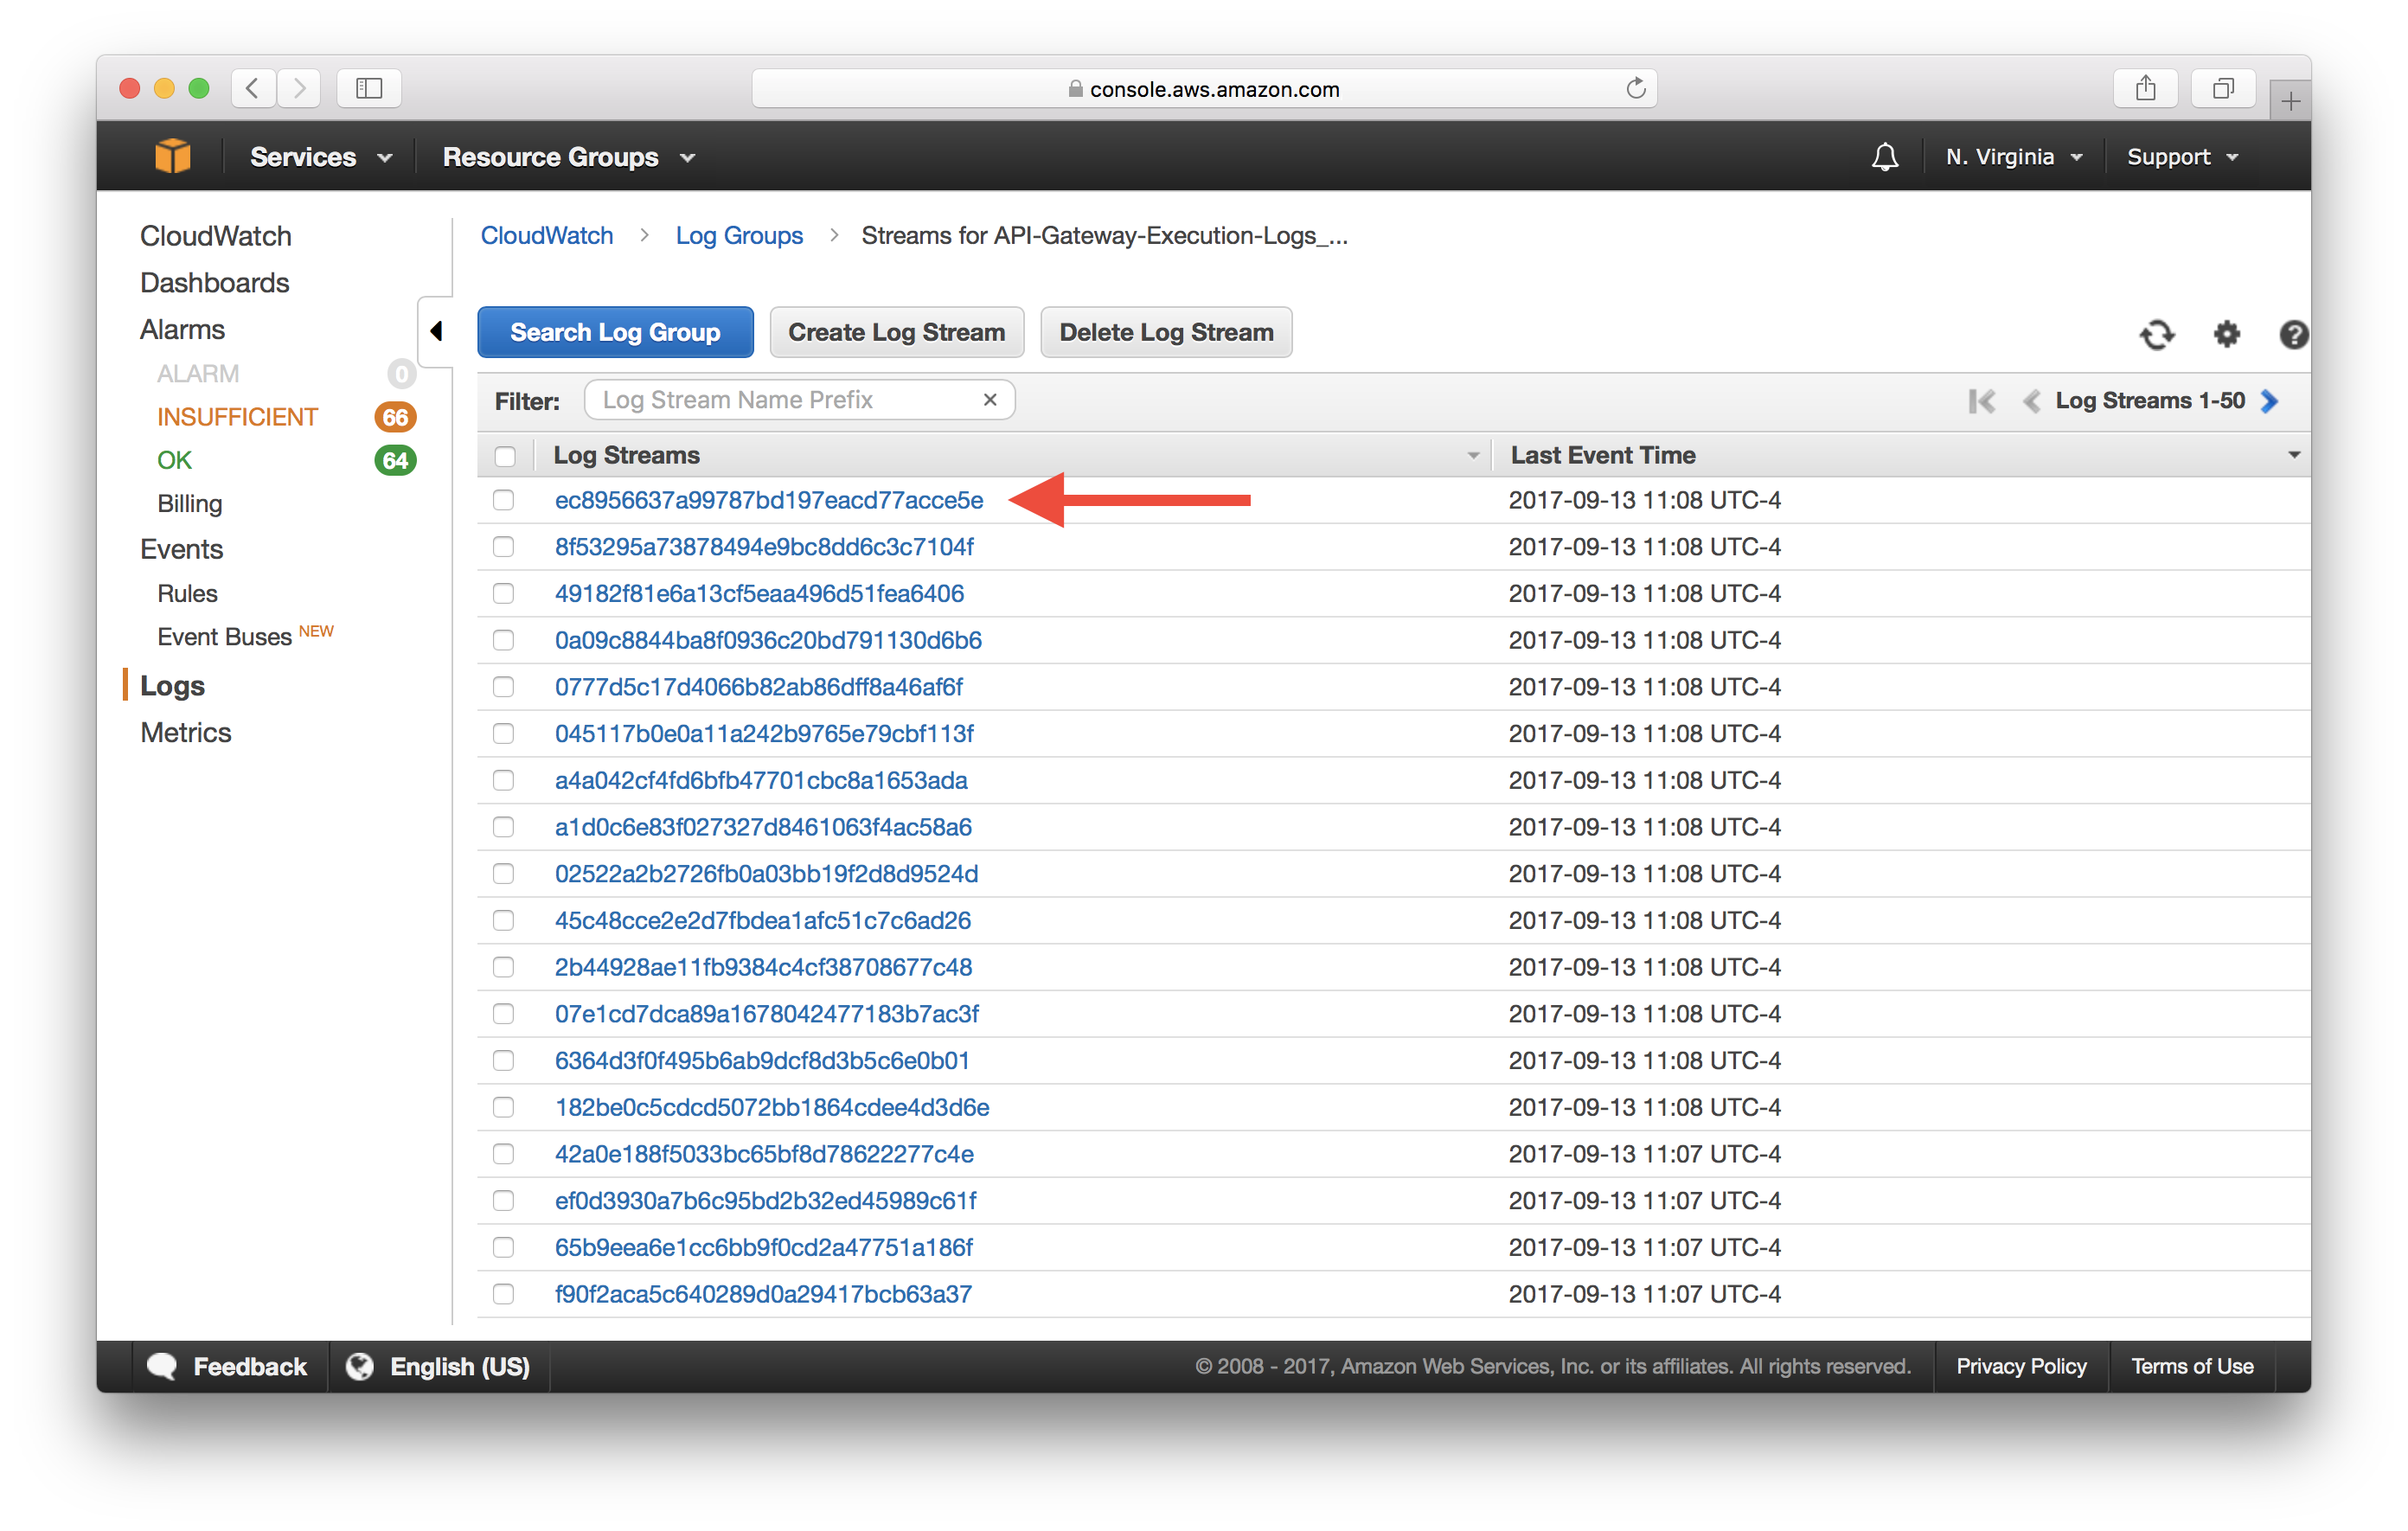 console.aws.amazon.com
Services
Resource Groups
N. Virginia
Support
CloudWatch
Dashboards
Alarms
ALARM 0
INSUFFICIENT 66
OK 64
Billing
Events
Rules
Event Buses NEW
Logs
Metrics
CloudWatch > Log Groups > Streams for API-Gateway-Execution-Logs_...
Search Log Group
Create Log Stream
Delete Log Stream
Filter: Log Stream Name Prefix
Log Streams 1-50
Log Streams Last Event Time
ec8956637a99787bd197eacd77acce5e 2017-09-13 11:08 UTC-4
8f53295a73878494e9bc8dd6c3c7104f 2017-09-13 11:08 UTC-4
49182f81e6a13cf5eaa496d51fea6406 2017-09-13 11:08 UTC-4
0a09c8844ba8f0936c20bd791130d6b6 2017-09-13 11:08 UTC-4
0777d5c17d4066b82ab86dff8a46af6f 2017-09-13 11:08 UTC-4
045117b0e0a11a242b9765e79cbf113f 2017-09-13 11:08 UTC-4
a4a042cf4fd6bfb47701cbc8a1653ada 2017-09-13 11:08 UTC-4
a1d0c6e83f027327d8461063f4ac58a6 2017-09-13 11:08 UTC-4
02522a2b2726fb0a03bb19f2d8d9524d 2017-09-13 11:08 UTC-4
45c48cce2e2d7fbdea1afc51c7c6ad26 2017-09-13 11:08 UTC-4
2b44928ae11fb9384c4cf38708677c48 2017-09-13 11:08 UTC-4
07e1cd7dca89a1678042477183b7ac3f 2017-09-13 11:08 UTC-4
6364d3f0f495b6ab9dcf8d3b5c6e0b01 2017-09-13 11:08 UTC-4
182be0c5cdcd5072bb1864cdee4d3d6e 2017-09-13 11:08 UTC-4
42a0e188f5033bc65bf8d78622277c4e 2017-09-13 11:07 UTC-4
ef0d3930a7b6c95bd2b32ed45989c61f 2017-09-13 11:07 UTC-4
65b9eea6e1cc6bb9f0cd2a47751a186f 2017-09-13 11:07 UTC-4
f90f2aca5c640289d0a29417bcb63a37 2017-09-13 11:07 UTC-4
Feedback
English (US)
© 2008 - 2017, Amazon Web Services, Inc. or its affiliates. All rights reserved.
Privacy Policy
Terms of Use